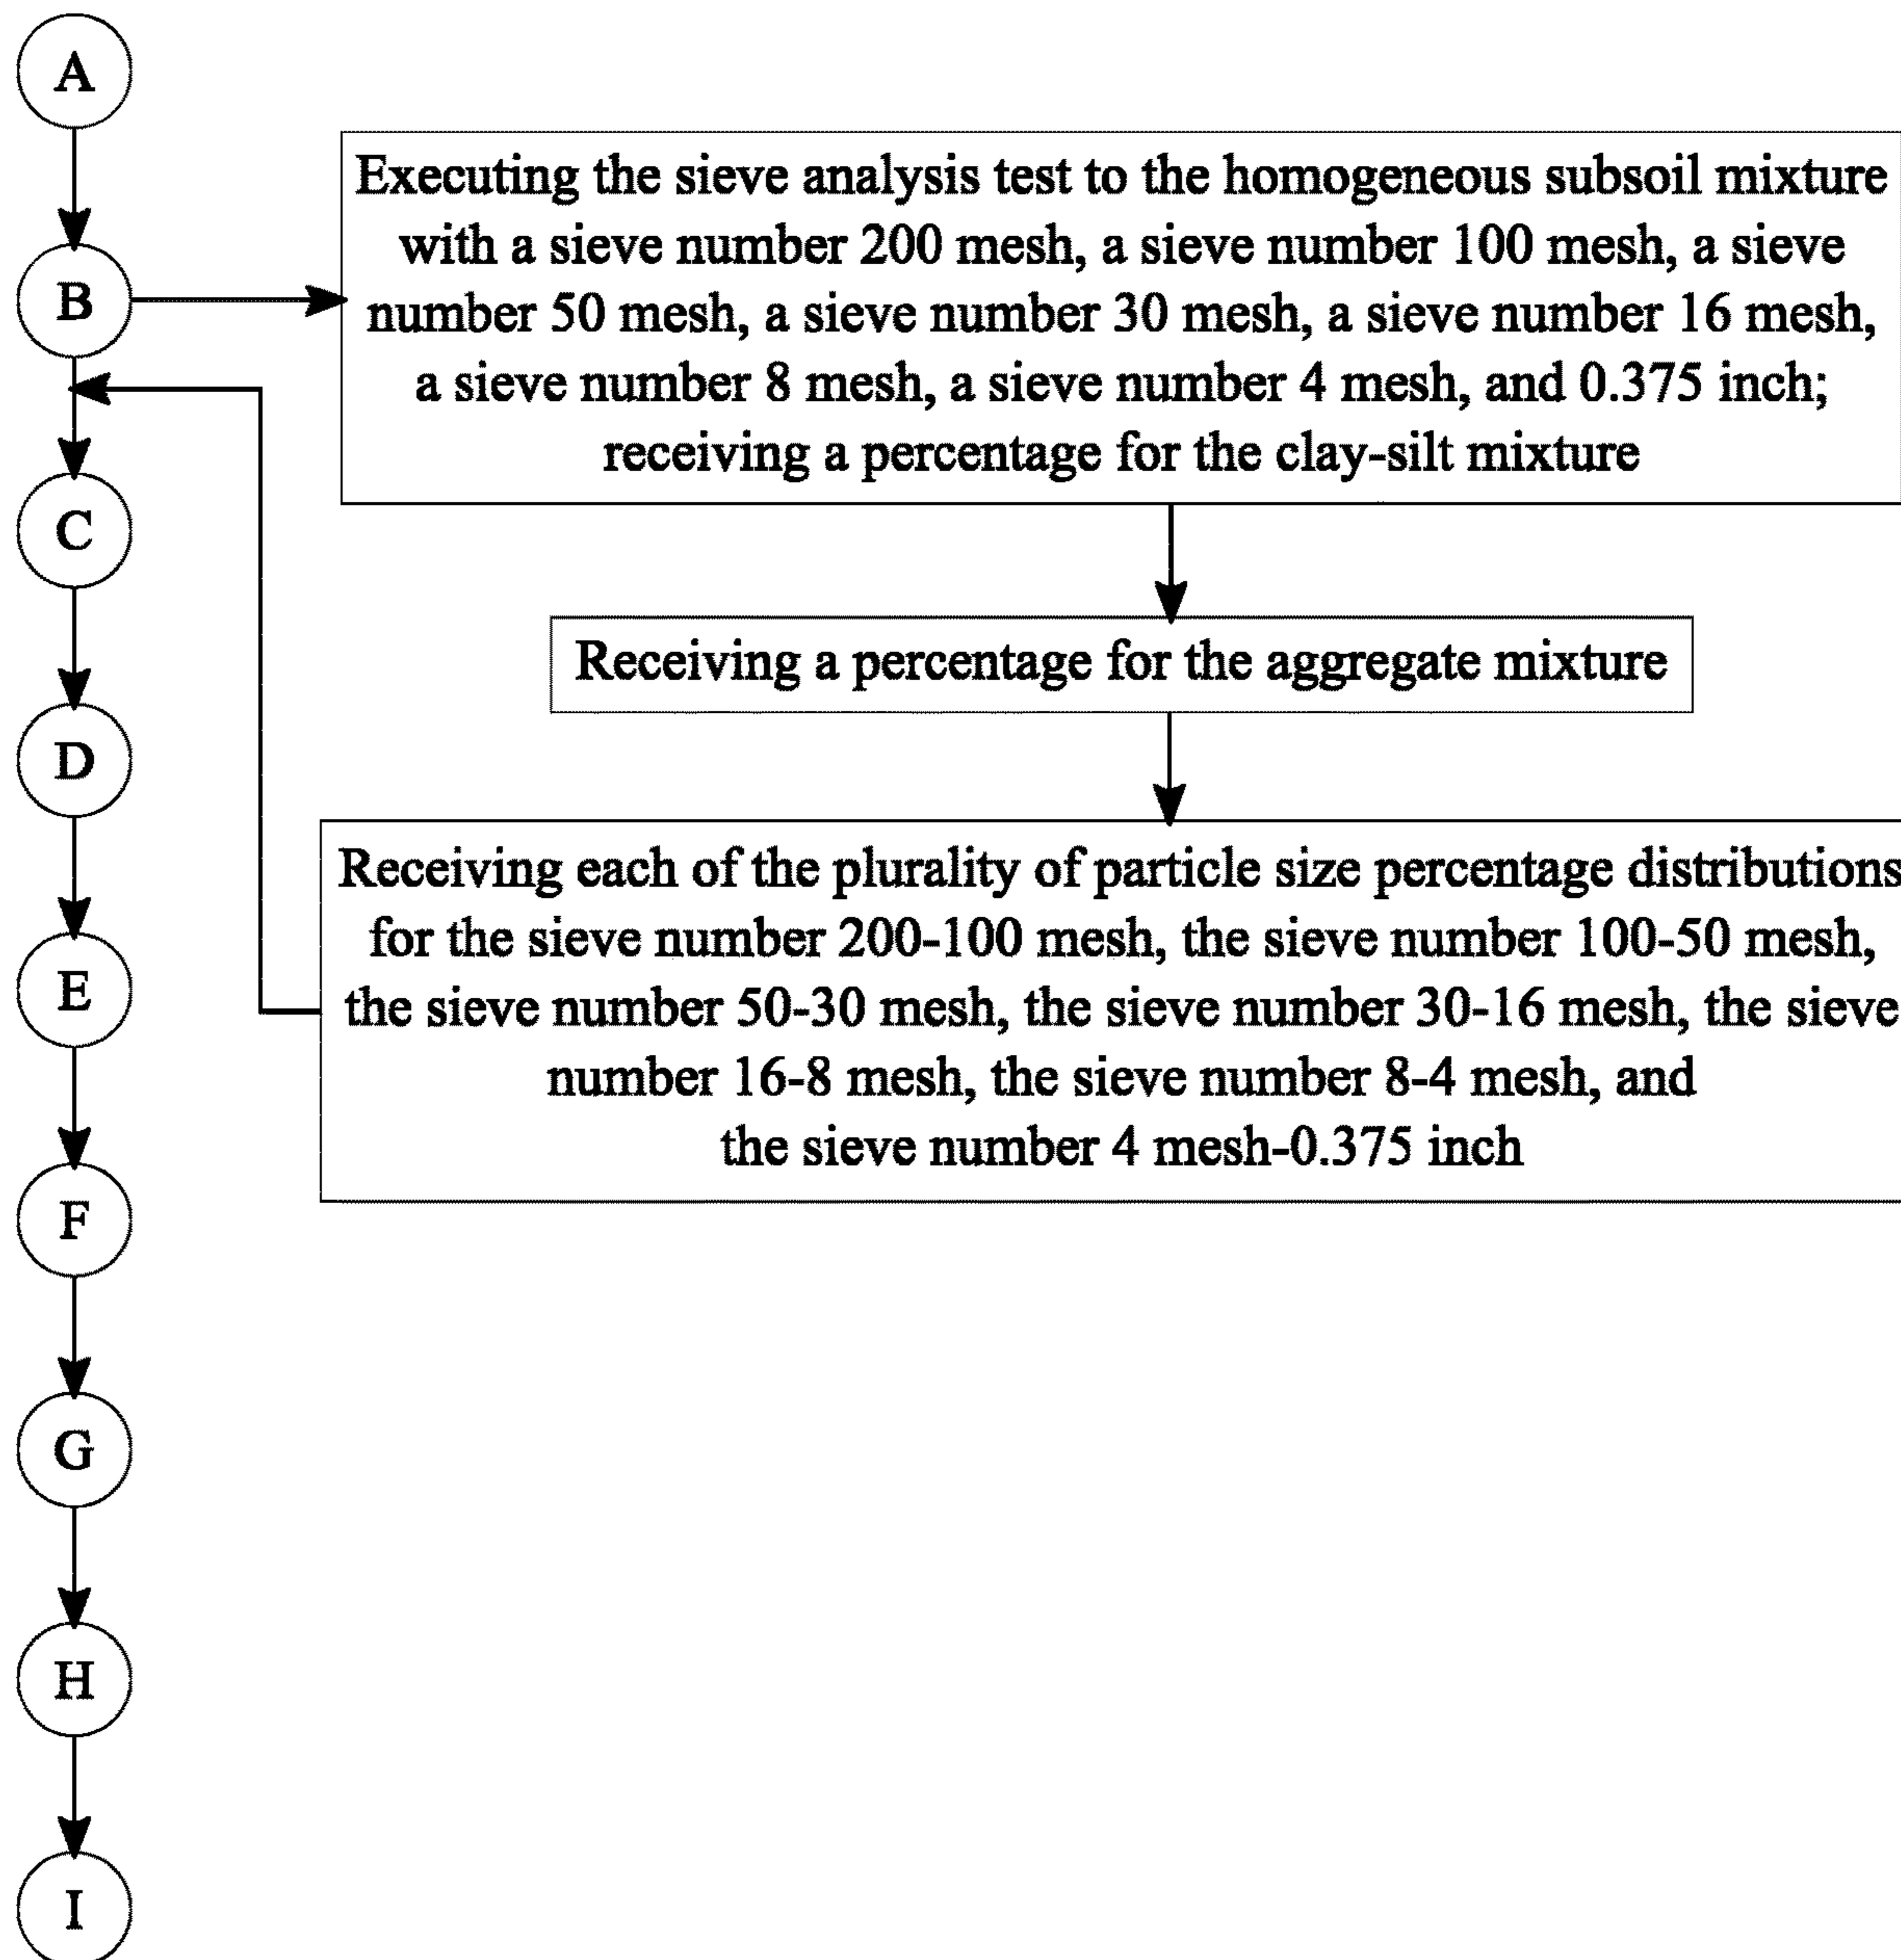 A
B
Executing the sieve analysis test to the homogeneous subsoil mixture
with a sieve number 200 mesh, a sieve number 100 mesh, a sieve
number 50 mesh, a sieve number 30 mesh, a sieve number 16 mesh,
a sieve number 8 mesh, a sieve number 4 mesh, and 0.375 inch;
receiving a percentage for the clay-silt mixture
C
Receiving a percentage for the aggregate mixture
D
Receiving each of the plurality of particle size percentage distributions
for the sieve number 200-100 mesh, the sieve number 100-50 mesh,
the sieve number 50-30 mesh, the sieve number 30-16 mesh, the sieve
number 16-8 mesh, the sieve number 8-4 mesh, and
the sieve number 4 mesh-0.375 inch
E
F
G
H
I